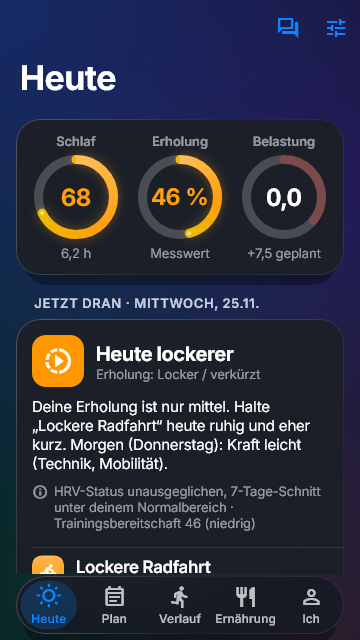 Heute
Schlaf
Erholung
Belastung
68
46 %
0,0
6,2 h
Messwert
+7,5 geplant
JETZT DRAN · MITTWOCH, 25.11.
Heute lockerer
Erholung: Locker / verkürzt
Deine Erholung ist nur mittel. Halte
„Lockere Radfahrt“ heute ruhig und eher
kurz. Morgen (Donnerstag): Kraft leicht
(Technik, Mobilität).
HRV-Status unausgeglichen, 7-Tage-Schnitt
unter deinem Normalbereich ·
Trainingsbereitschaft 46 (niedrig)
Lockere Radfahrt
Heute
Plan
Verlauf
Ernährung
Ich